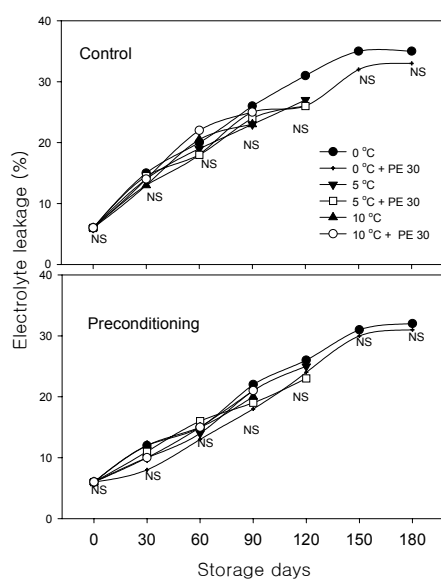 40
Control
30
20
10
0
NS
NS
NS
NS
NS
NS
NS
0 °C
0 °C + PE 30
5 °C
5 °C + PE 30
10 °C
10 °C + PE 30
Electrolyte leakage (%)
40
Preconditioning
30
20
10
0
NS
NS
NS
NS
NS
NS
NS
0 30 60 90 120 150 180
Storage days